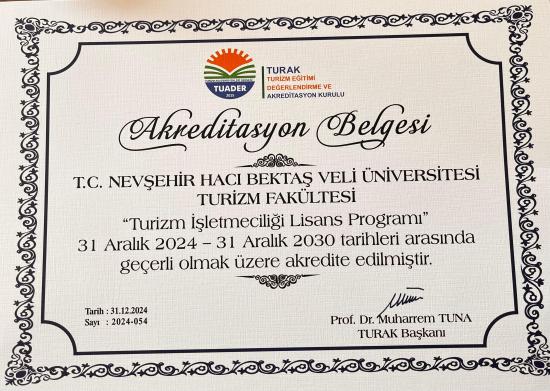 TUADER
2015
TURAK
TURİZM EĞİTİMİ
DEĞERLENDİRME VE
AKREDİTASYON KURULU
Akreditasyon Belgesi
T.C. NEVŞEHİR HACI BEKTAŞ VELİ ÜNİVERSİTESİ
TURİZM FAKÜLTESİ
“Turizm İşletmeciliği Lisans Programı”
31 Aralık 2024 – 31 Aralık 2030 tarihleri arasında
geçerli olmak üzere akredite edilmiştir.
Tarih : 31.12.2024
Sayı : 2024-054
Prof. Dr. Muharrem TUNA
TURAK Başkanı